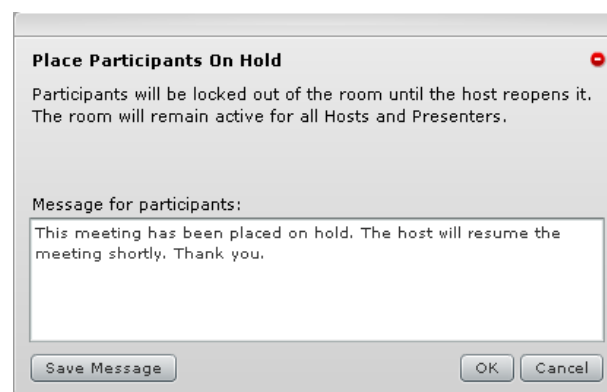 Place Participants On Hold
Participants will be locked out of the room until the host reopens it.
The room will remain active for all Hosts and Presenters.
Message for participants:
This meeting has been placed on hold. The host will resume the
meeting shortly. Thank you.
Save Message
OK
Cancel